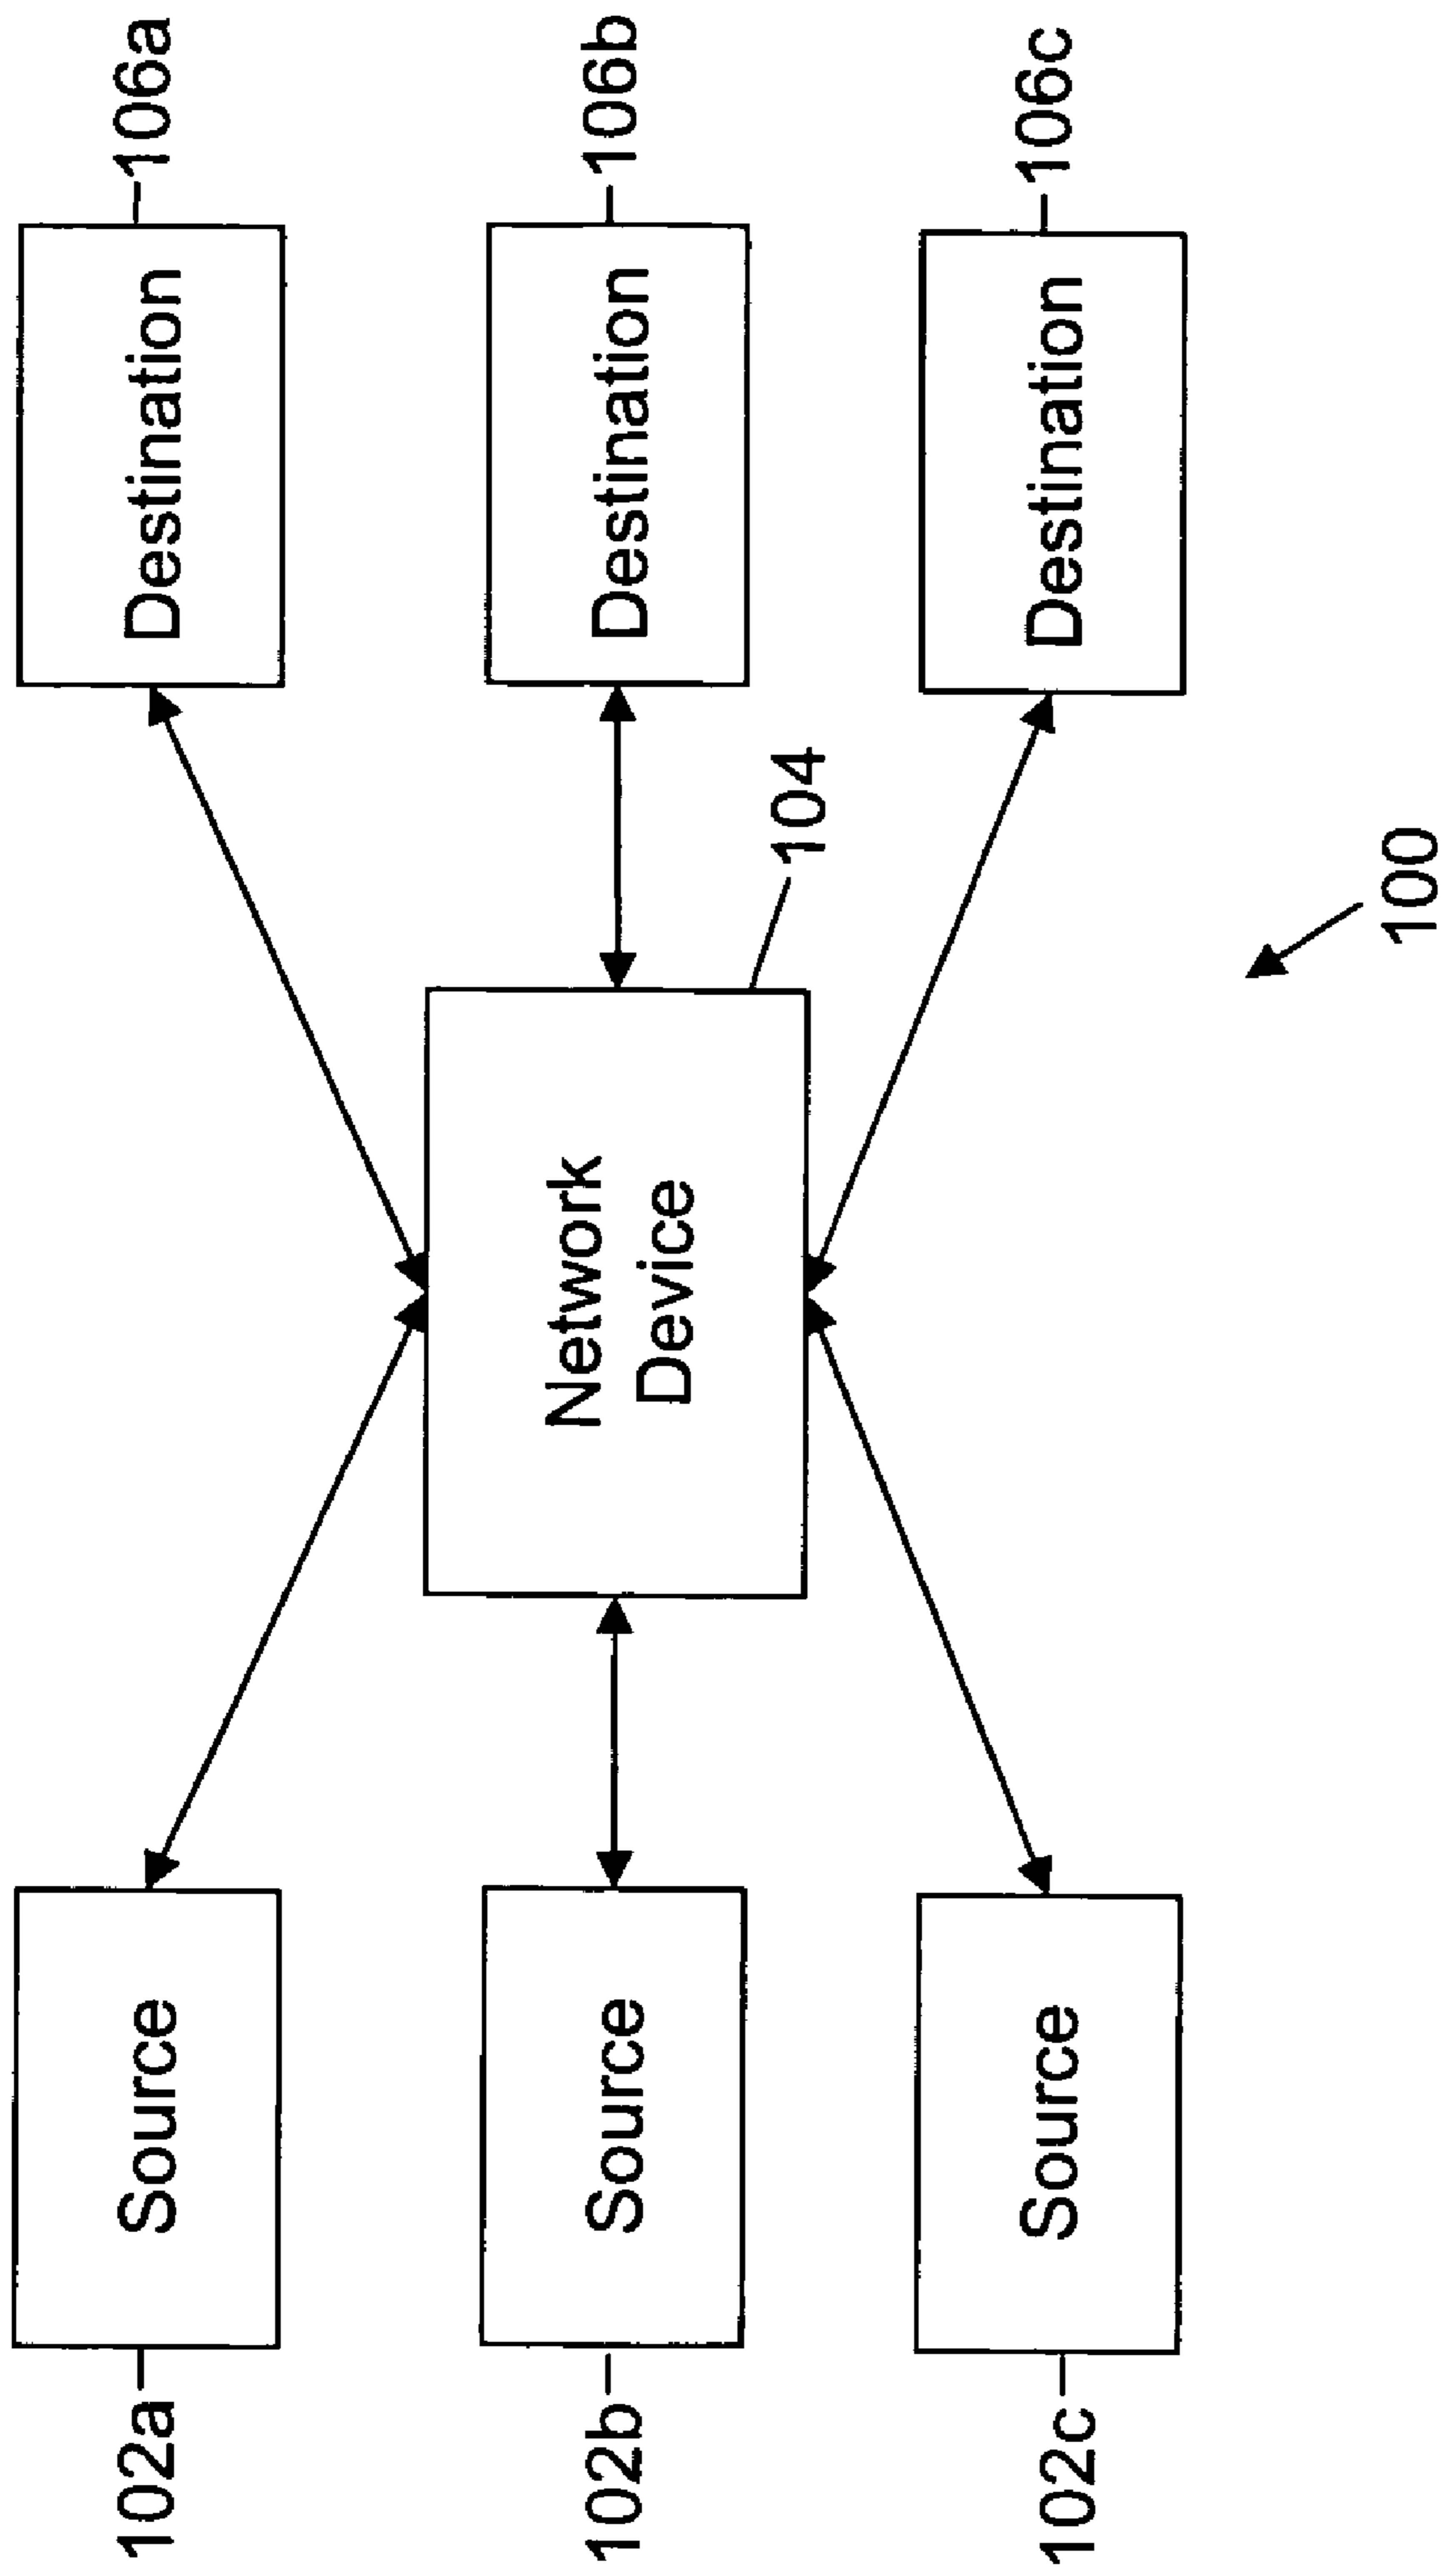 102a
Source
Destination
106a
Network
Device
102b
Source
Destination
106b
104
102c
Source
Destination
106c
100